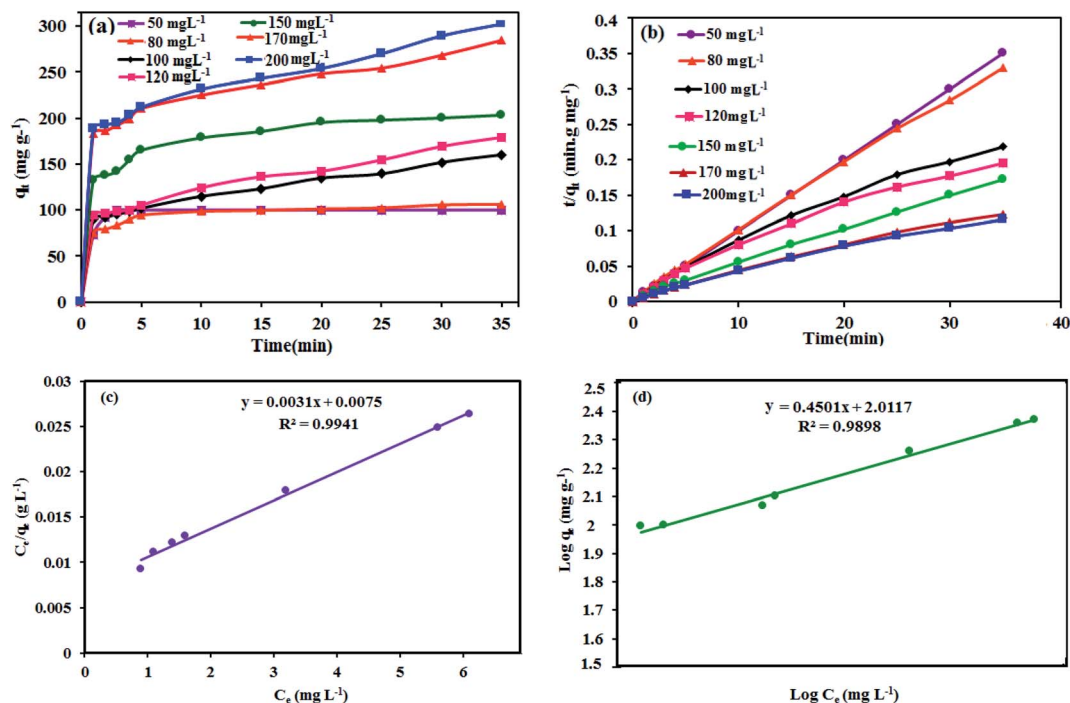 (a)
50 mgL⁻¹
80 mgL⁻¹
100 mgL⁻¹
120 mgL⁻¹
150 mgL⁻¹
170mgL⁻¹
200 mgL⁻¹
300
250
200
150
100
50
0
qₜ (mg g⁻¹)
0 5 10 15 20 25 30 35
Time(min)
(b)
50 mgL⁻¹
80 mgL⁻¹
100 mgL⁻¹
120mgL⁻¹
150 mgL⁻¹
170 mgL⁻¹
200mgL⁻¹
0.4
0.35
0.3
0.25
0.2
0.15
0.1
0.05
0
t/qₜ (min.g mg⁻¹)
0 10 20 30 40
Time(min)
(c)
y = 0.0031x + 0.0075
R² = 0.9941
0.03
0.025
0.02
0.015
0.01
0.005
0
Cₑ/qₑ (g L⁻¹)
0 1 2 3 4 5 6
Cₑ (mg L⁻¹)
(d)
y = 0.4501x + 2.0117
R² = 0.9898
2.5
2.4
2.3
2.2
2.1
2
1.9
1.8
1.7
1.6
1.5
Log qₑ (mg g⁻¹)
Log Cₑ (mg L⁻¹)